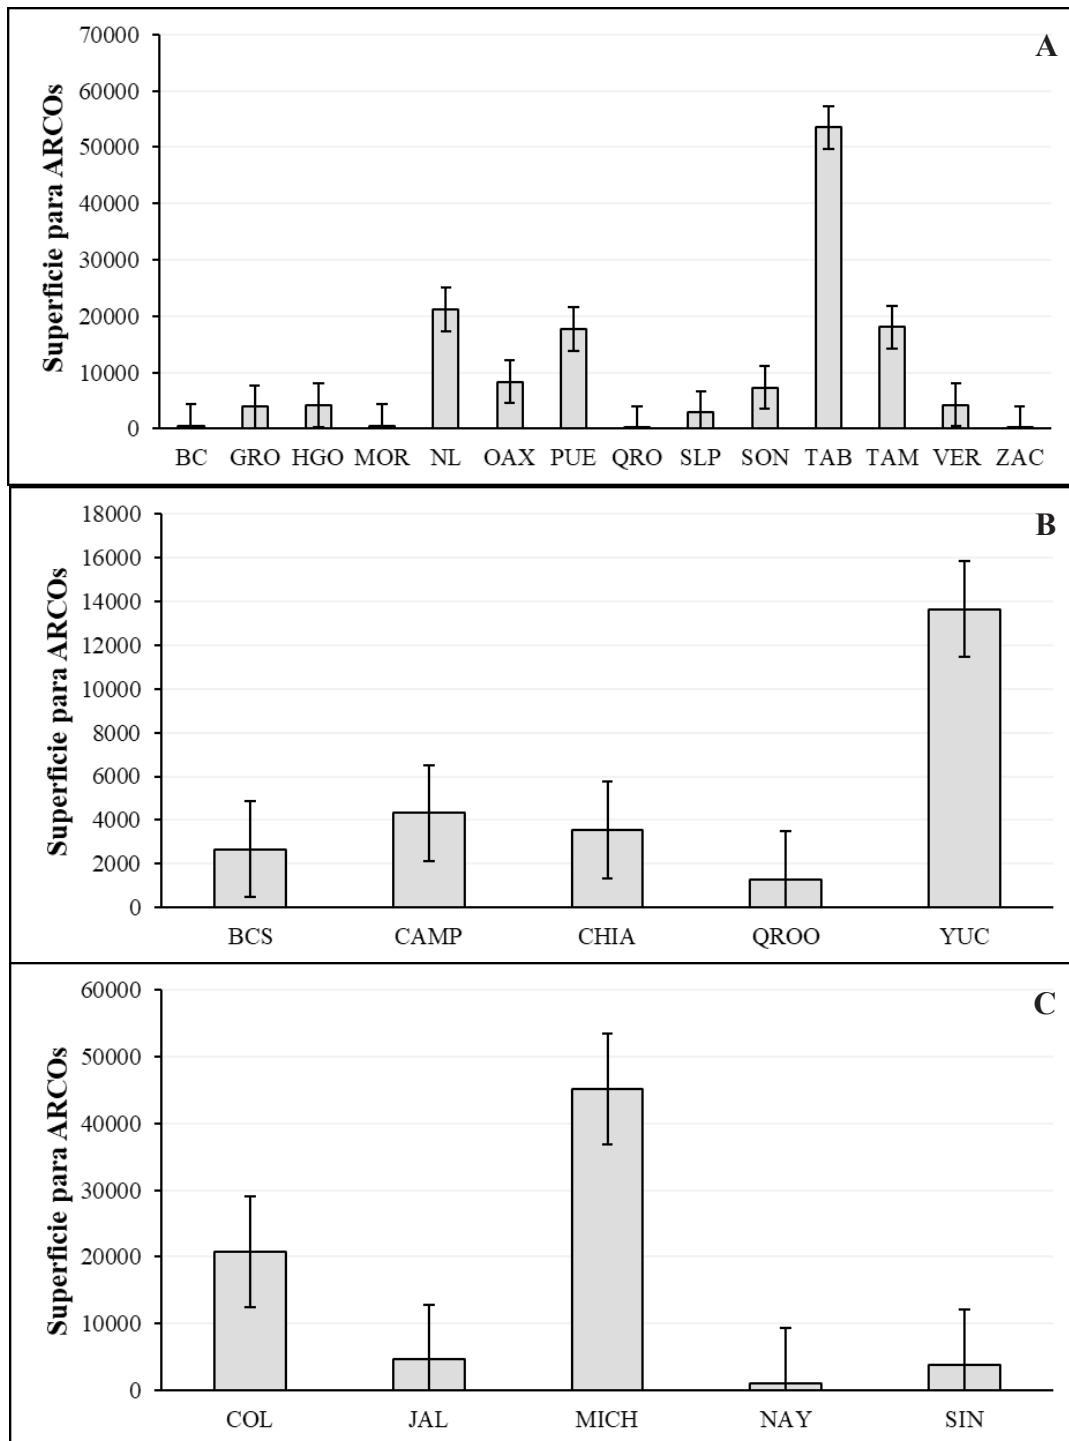 A
Superficie para ARCOs
70000
60000
50000
40000
30000
20000
10000
0
BC GRO HGO MOR NL OAX PUE QRO SLP SON TAB TAM VER ZAC
B
Superficie para ARCOs
18000
16000
14000
12000
10000
8000
6000
4000
2000
0
BCS CAMP CHIA QROO YUC
C
Superficie para ARCOs
60000
50000
40000
30000
20000
10000
0
COL JAL MICH NAY SIN